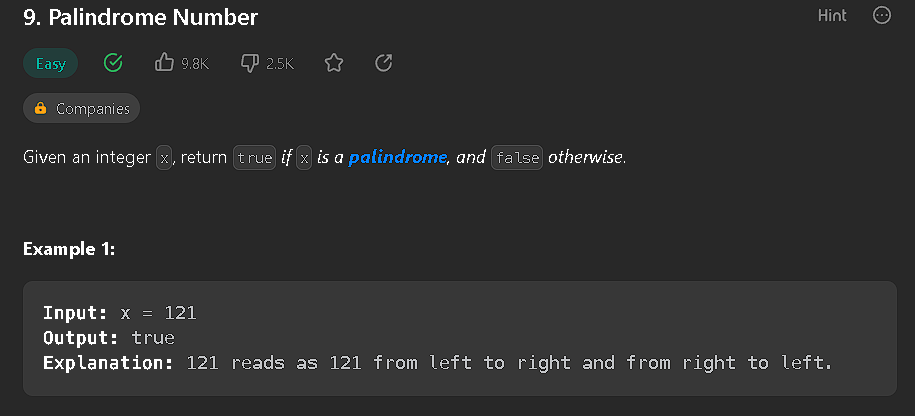 9. Palindrome Number
Hint
Easy
9.8K
2.5K
Companies
Given an integer x, return true if x is a palindrome, and false otherwise.
Example 1:
Input: x = 121
Output: true
Explanation: 121 reads as 121 from left to right and from right to left.